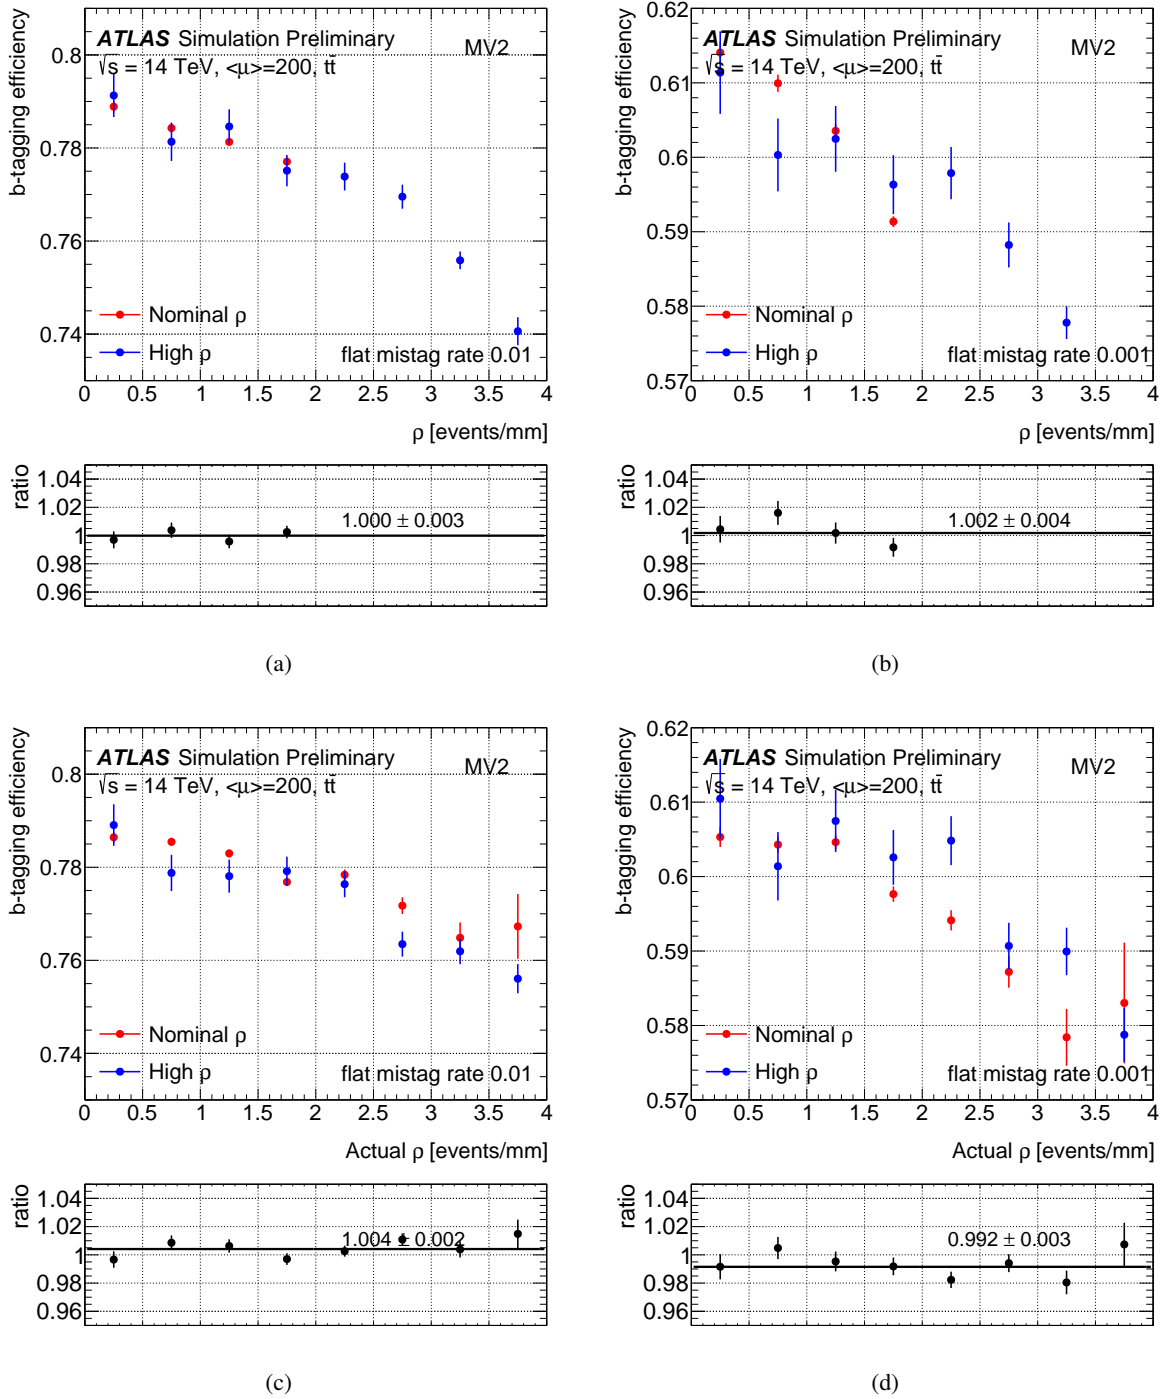 ATLAS Simulation Preliminary
MV2
√s = 14 TeV, <μ>=200, tt̄
b-tagging efficiency
0.8
0.78
0.76
0.74
Nominal ρ
High ρ
flat mistag rate 0.01
0 0.5 1 1.5 2 2.5 3 3.5 4
ρ [events/mm]
ratio
1.04
1.02
1
0.98
0.96
1.000 ± 0.003
(a)
ATLAS Simulation Preliminary
MV2
√s = 14 TeV, <μ>=200, tt̄
b-tagging efficiency
0.62
0.61
0.6
0.59
0.58
0.57
Nominal ρ
High ρ
flat mistag rate 0.001
0 0.5 1 1.5 2 2.5 3 3.5 4
ρ [events/mm]
ratio
1.04
1.02
1
0.98
0.96
1.002 ± 0.004
(b)
ATLAS Simulation Preliminary
MV2
√s = 14 TeV, <μ>=200, tt̄
b-tagging efficiency
0.8
0.78
0.76
0.74
Nominal ρ
High ρ
flat mistag rate 0.01
0 0.5 1 1.5 2 2.5 3 3.5 4
Actual ρ [events/mm]
ratio
1.04
1.02
1
0.98
0.96
1.004 ± 0.002
(c)
ATLAS Simulation Preliminary
MV2
√s = 14 TeV, <μ>=200, tt̄
b-tagging efficiency
0.62
0.61
0.6
0.59
0.58
0.57
Nominal ρ
High ρ
flat mistag rate 0.001
0 0.5 1 1.5 2 2.5 3 3.5 4
Actual ρ [events/mm]
ratio
1.04
1.02
1
0.98
0.96
0.992 ± 0.003
(d)